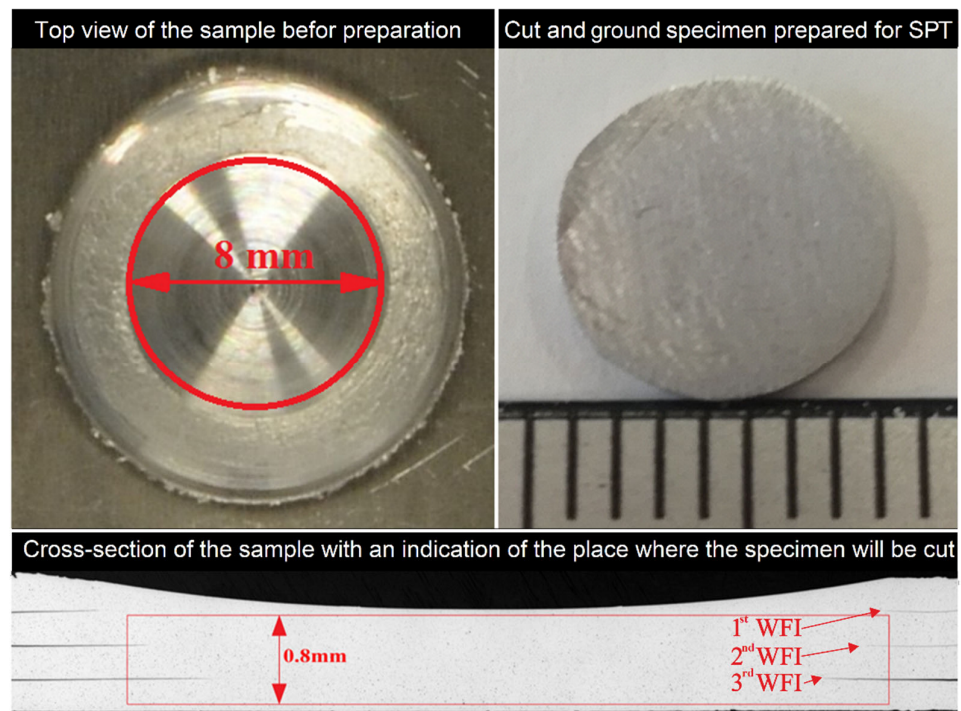 Top view of the sample befor preparation
Cut and ground specimen prepared for SPT
8 mm
Cross-section of the sample with an indication of the place where the specimen will be cut
0.8mm
1st WFI
2nd WFI
3rd WFI